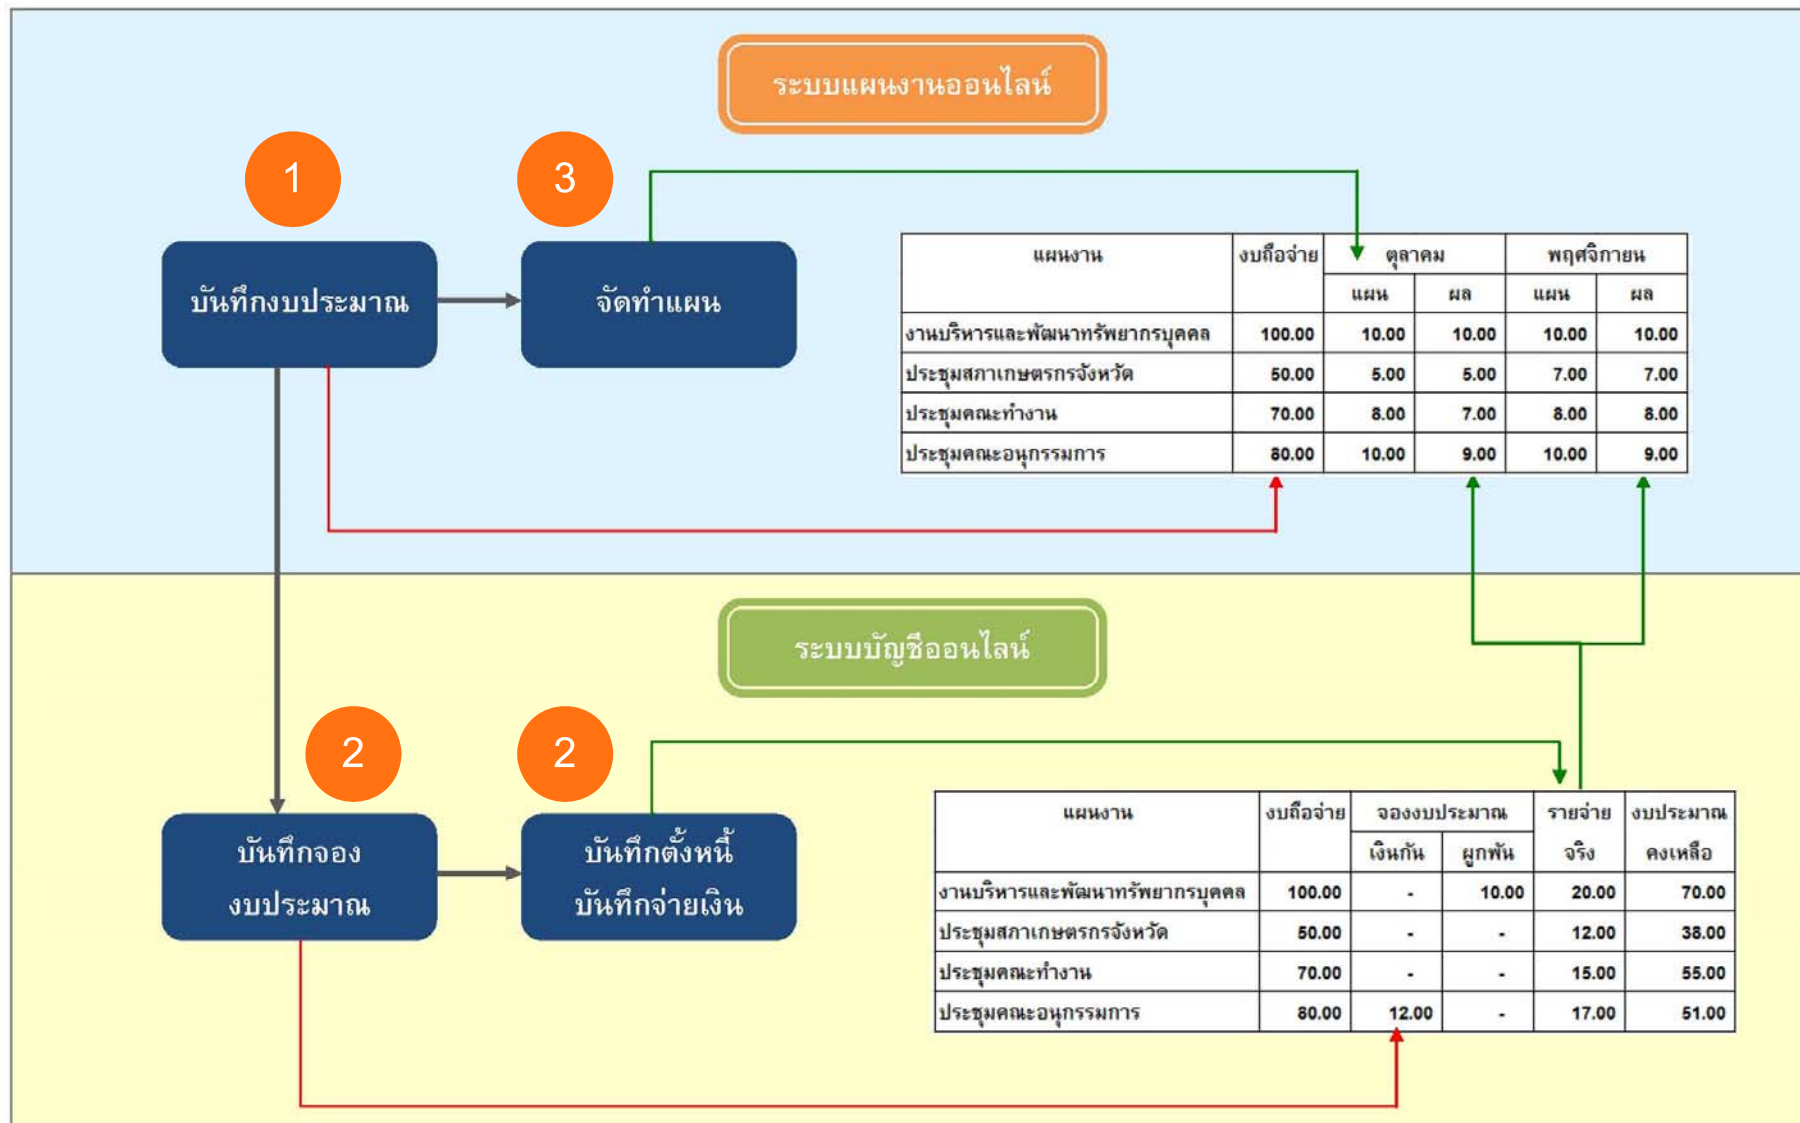 ระบบแผนงานออนไลน์
1
3
บันทึกงบประมาณ
จัดทำแผน
แผนงาน งบถือจ่าย ตุลาคม พฤศจิกายน
แผน ผล แผน ผล
งานบริหารและพัฒนาทรัพยากรบุคคล 100.00 10.00 10.00 10.00 10.00
ประชุมสภาเกษตรกรจังหวัด 50.00 5.00 5.00 7.00 7.00
ประชุมคณะทำงาน 70.00 8.00 7.00 8.00 8.00
ประชุมคณะอนุกรรมการ 80.00 10.00 9.00 10.00 9.00
ระบบบัญชีออนไลน์
2
2
บันทึกจอง
งบประมาณ
บันทึกตั้งหนี้
บันทึกจ่ายเงิน
แผนงาน งบถือจ่าย จองงบประมาณ รายจ่าย งบประมาณ
เงินกัน ผูกพัน จริง คงเหลือ
งานบริหารและพัฒนาทรัพยากรบุคคล 100.00 - 10.00 20.00 70.00
ประชุมสภาเกษตรกรจังหวัด 50.00 - - 12.00 38.00
ประชุมคณะทำงาน 70.00 - - 15.00 55.00
ประชุมคณะอนุกรรมการ 80.00 12.00 - 17.00 51.00